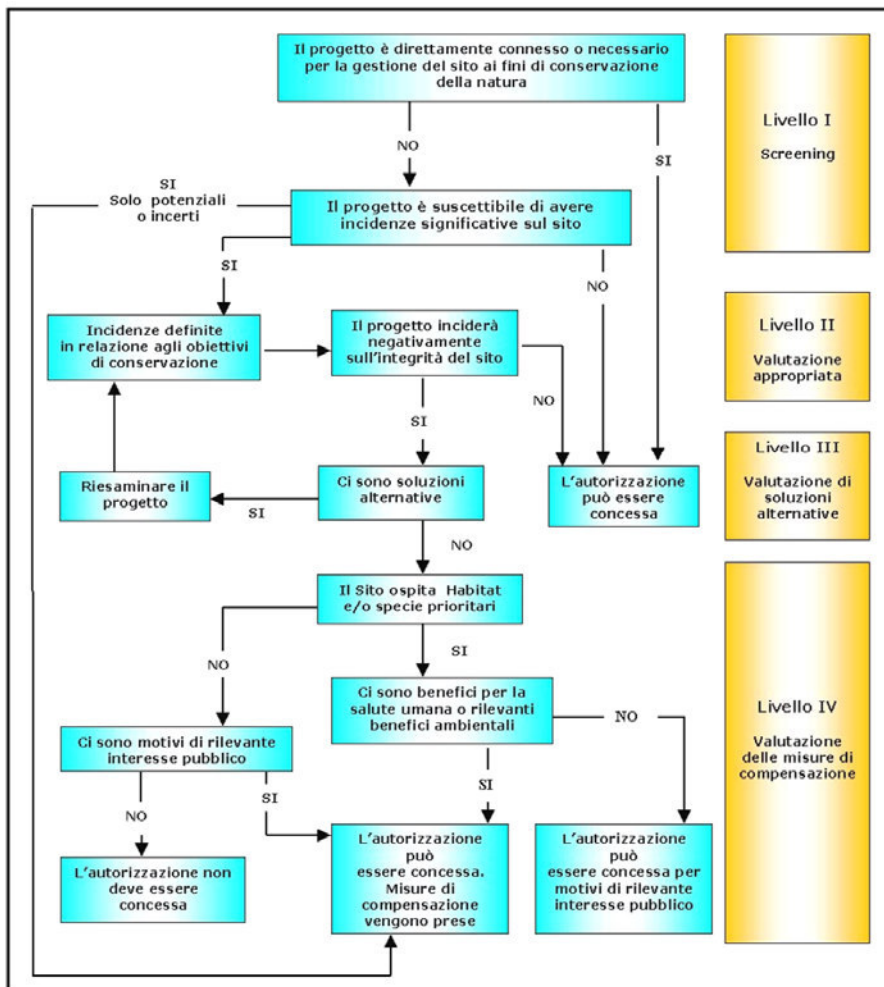 Il progetto è direttamente connesso o necessario
per la gestione del sito ai fini di conservazione
della natura
Livello I
Screening
NO
SI
SI
Solo potenziali
o incerti
Il progetto è suscettibile di avere
incidenze significative sul sito
SI
NO
Incidenze definite
in relazione agli obiettivi
di conservazione
Il progetto inciderà
negativamente
sull'integrità del sito
Livello II
Valutazione
appropriata
NO
SI
Riesaminare il
progetto
SI
Ci sono soluzioni
alternative
L'autorizzazione
può essere
concessa
Livello III
Valutazione di
soluzioni
alternative
NO
Il Sito ospita Habitat
e/o specie prioritari
NO
SI
Ci sono benefici per la
salute umana o rilevanti
benefici ambientali
NO
Livello IV
Valutazione
delle misure di
compensazione
Ci sono motivi di rilevante
interesse pubblico
NO
SI
SI
L'autorizzazione non
deve essere
concessa
L'autorizzazione
può
essere concessa.
Misure di
compensazione
vengono prese
L'autorizzazione
può
essere concessa per
motivi di rilevante
interesse pubblico